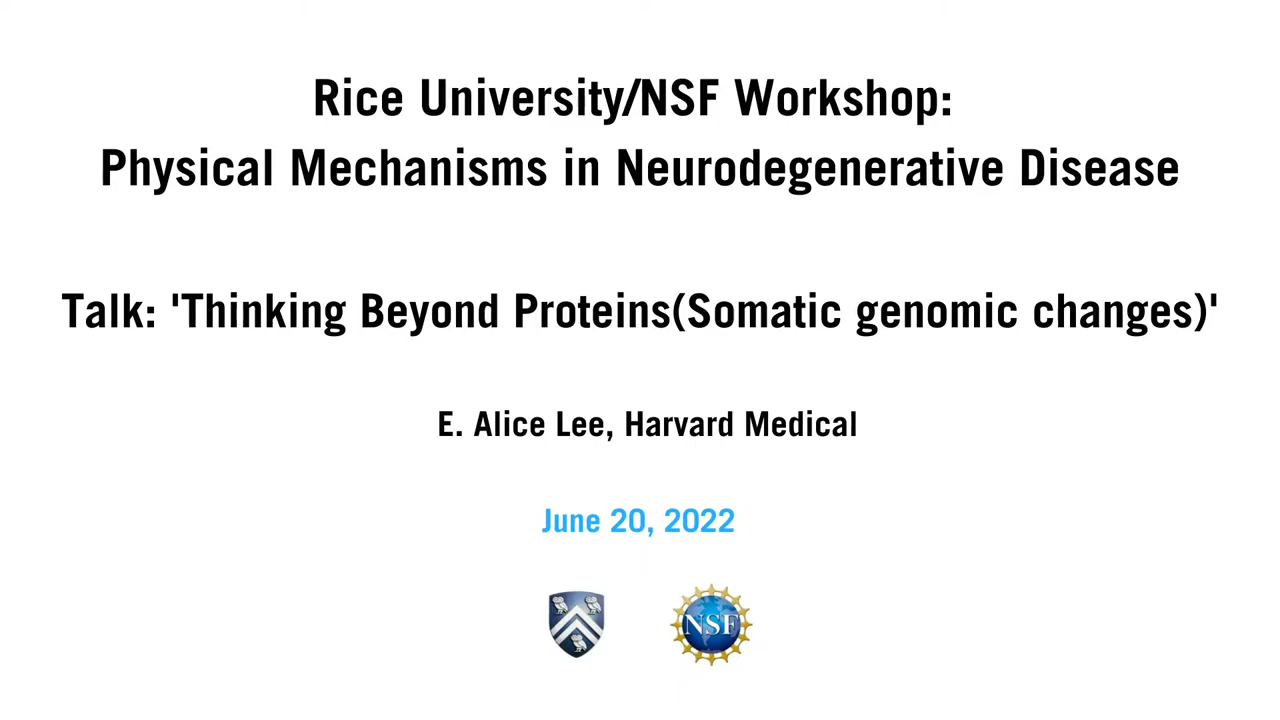 Rice University/NSF Workshop:
Physical Mechanisms in Neurodegenerative Disease
Talk: 'Thinking Beyond Proteins(Somatic genomic changes)'
E. Alice Lee, Harvard Medical
June 20, 2022
NSF